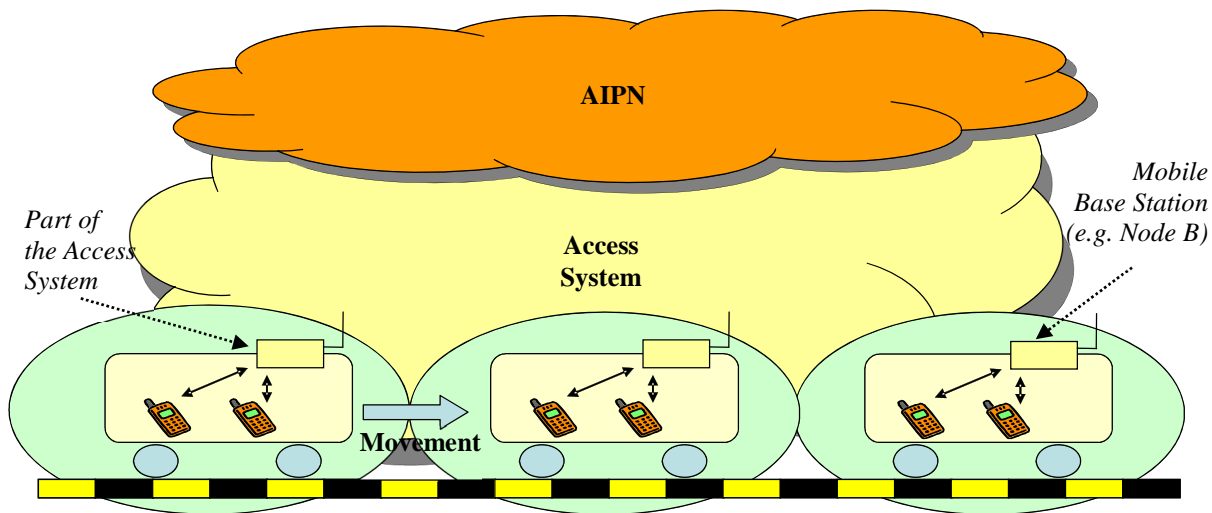 AIPN
Mobile
Base Station
(e.g. Node B)
Part of
the Access
System
Access
System
Movement